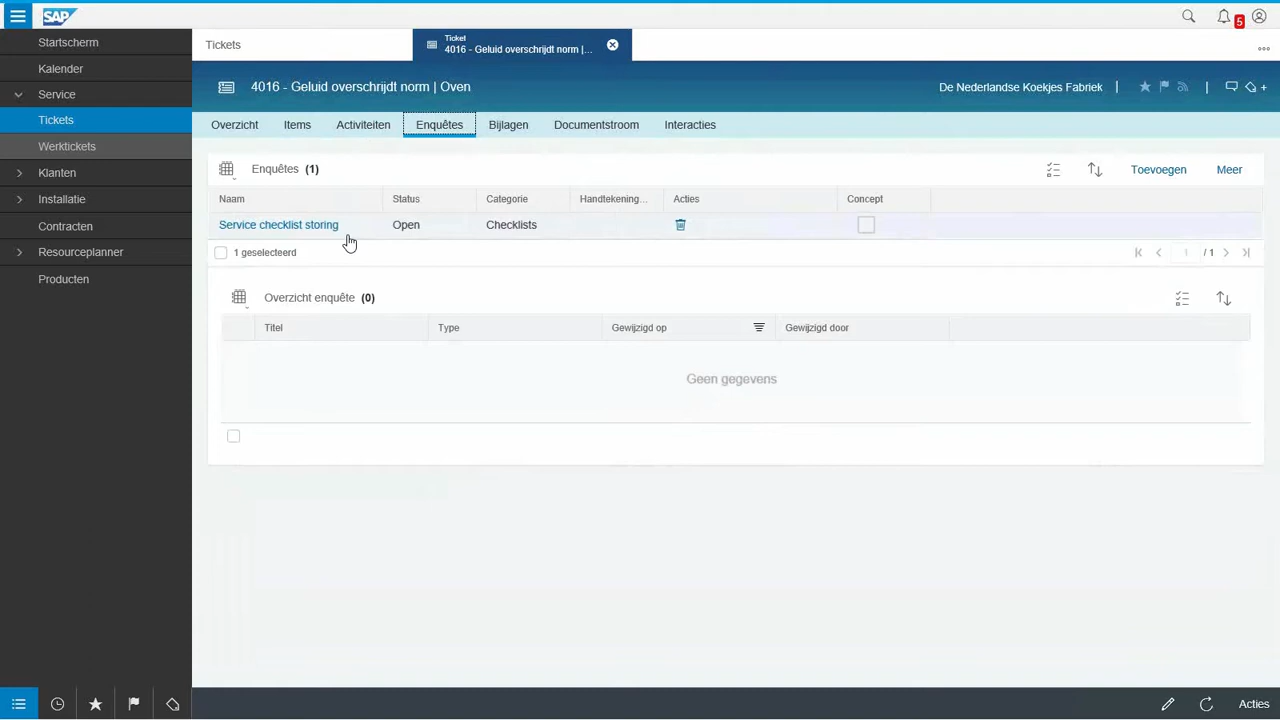 SAP
5
Startscherm
Kalender
Service
Tickets
Werktickets
Klanten
Installatie
Contracten
Resourceplanner
Producten
Tickets
Ticket
4016 - Geluid overschrijdt norm |...
4016 - Geluid overschrijdt norm | Oven
De Nederlandse Koekjes Fabriek
Overzicht Items Activiteiten Enquêtes Bijlagen Documentstroom Interacties
Enquêtes (1) Toevoegen Meer
Naam Status Categorie Handtekening... Acties Concept
Service checklist storing Open Checklists
1 geselecteerd 1 / 1
Overzicht enquête (0)
Titel Type Gewijzigd op Gewijzigd door
Geen gegevens
Acties